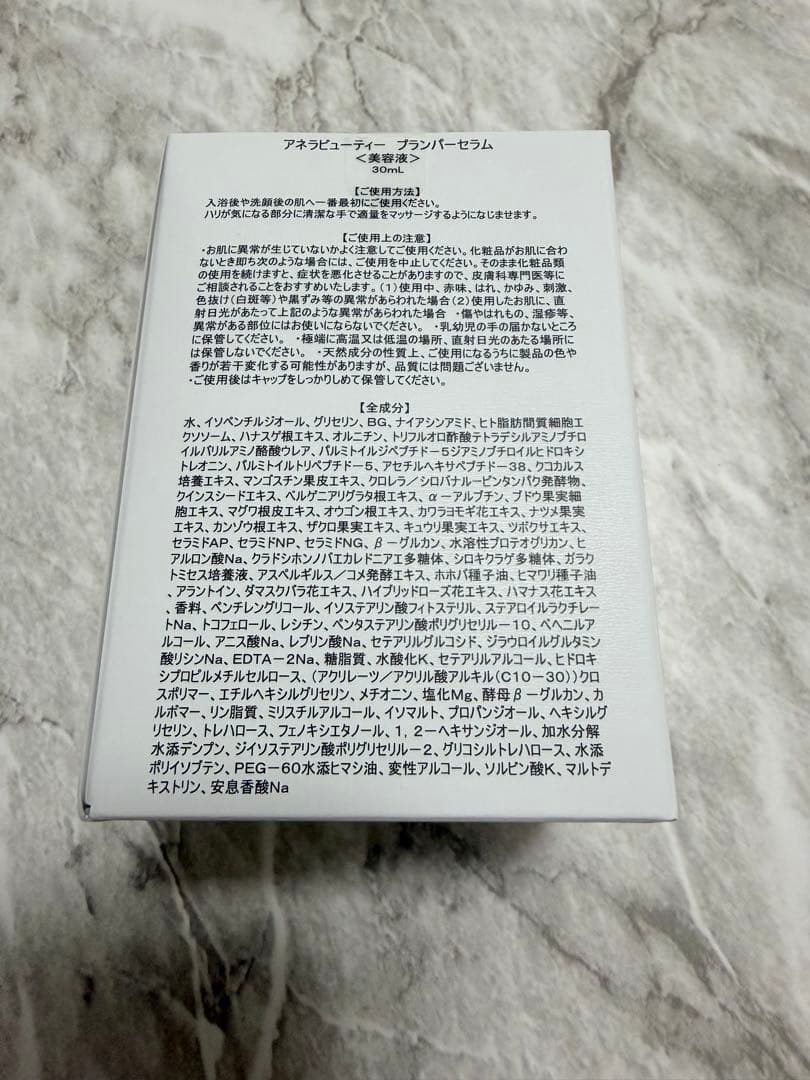 アネラビューティー　プランパーセラム
＜美容液＞
30mL
【ご使用方法】
入浴後や洗顔後の肌へ一番最初にご使用ください。
ハリが気になる部分に清潔な手で適量をマッサージするようになじませます。
【ご使用上の注意】
・お肌に異常が生じていないかよく注意してご使用ください。化粧品がお肌に合わ
ないとき即ち次のような場合には、ご使用を中止してください。そのまま化粧品類
の使用を続けますと、症状を悪化させることがありますので、皮膚科専門医等に
ご相談されることをおすすめいたします。（1）使用中、赤味、はれ、かゆみ、刺激、
色抜け（白斑等）や黒ずみ等の異常があらわれた場合（2）使用したお肌に、直
射日光があたって上記のような異常があらわれた場合　・傷やはれもの、湿疹等、
異常がある部位にはお使いにならないでください。　・乳幼児の手の届かないところ
に保管してください。　・極端に高温又は低温の場所、直射日光のあたる場所に
は保管しないでください。　・天然成分の性質上、ご使用になるうちに製品の色や
香りが若干変化する可能性がありますが、品質には問題ございません。
・ご使用後はキャップをしっかりしめて保管してください。
【全成分】
水、イソペンチルジオール、グリセリン、BG、ナイアシンアミド、ヒト脂肪間質細胞エ
クソソーム、ハナスゲ根エキス、オルニチン、トリフルオロ酢酸テトラデシルアミノブチロ
イルバリルアミノ酪酸ウレア、パルミトイルジペプチド－5ジアミノブチロイルヒドロキシ
トレオニン、パルミトイルトリペプチド－5、アセチルヘキサペプチド－38、クコカルス
培養エキス、マンゴスチン果皮エキス、クロレラ／シロバナルーピンタンパク発酵物、
クインスシードエキス、ベルゲニアリグラタ根エキス、α－アルブチン、ブドウ果実細
胞エキス、マグワ根皮エキス、オウゴン根エキス、カワラヨモギ花エキス、ナツメ果実
エキス、カンゾウ根エキス、ザクロ果実エキス、キュウリ果実エキス、ツボクサエキス、
セラミドAP、セラミドNP、セラミドNG、β－グルカン、水溶性プロテオグリカン、ヒ
アルロン酸Na、クラドシホンノバエカレドニアエ多糖体、シロキクラゲ多糖体、ガラク
トミセス培養液、アスペルギルス／コメ発酵エキス、ホホバ種子油、ヒマワリ種子油
、アラントイン、ダマスクバラ花エキス、ハイブリッドローズ花エキス、ハマナス花エキス、
、香料、ペンチレングリコール、イソステアリン酸フィトステリル、ステアロイルラクチレー
トNa、トコフェロール、レシチン、ペンタステアリン酸ポリグリセリル－10、ベヘニルア
ルコール、アニス酸Na、レブリン酸Na、セテアリルグルコシド、ジラウロイルグルタミン
酸リシンNa、EDTA－2Na、糖脂質、水酸化K、セテアリルアルコール、ヒドロキ
シプロピルメチルセルロース、（アクリレーツ／アクリル酸アルキル（C10－30））クロ
スポリマー、エチルヘキシルグリセリン、メチオニン、塩化Mg、酵母β－グルカン、カ
ルボマー、リン脂質、ミリスチルアルコール、イソマルト、プロパンジオール、ヘキシルグ
リセリン、トレハロース、フェノキシエタノール、1，2－ヘキサンジオール、加水分解
水添デンプン、ジイソステアリン酸ポリグリセリル－2、グリコシルトレハロース、水添
ポリイソブテン、PEG－60水添ヒマシ油、変性アルコール、ソルビン酸K、マルトデ
キストリン、安息香酸Na